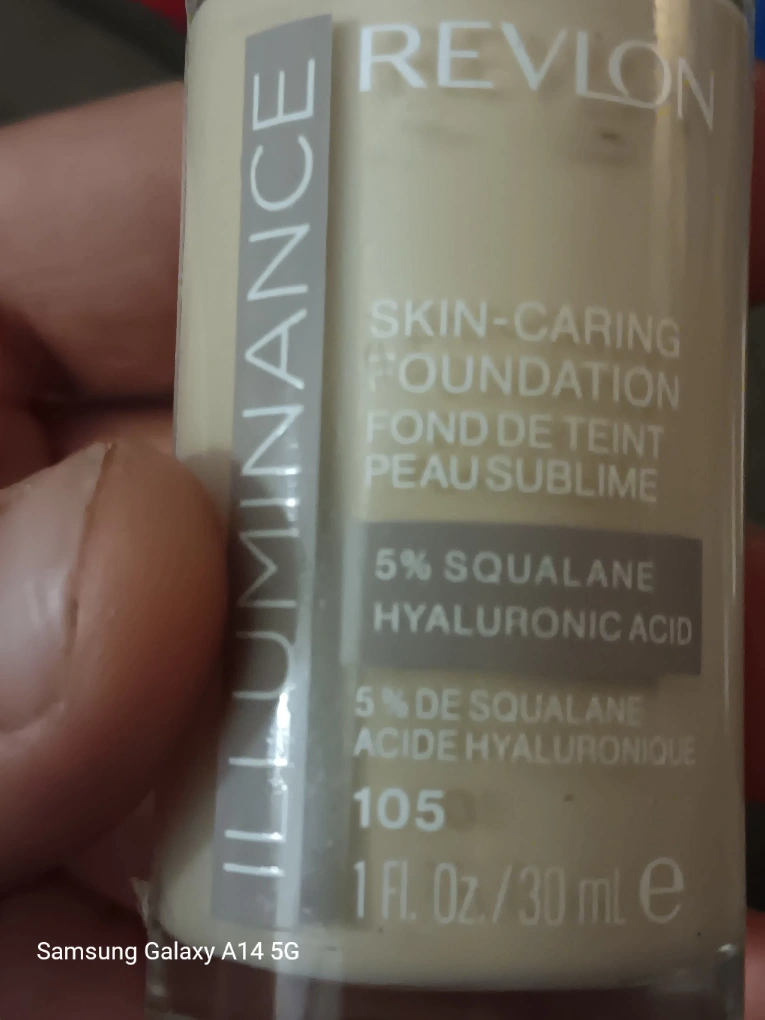 REVLON
ILLUMINANCE
SKIN-CARING
FOUNDATION
FOND DE TEINT
PEAU SUBLIME
5% SQUALANE
HYALURONIC ACID
5% DE SQUALANE
ACIDE HYALURONIQUE
105
1 Fl. Oz./30 mL e
Samsung Galaxy A14 5G